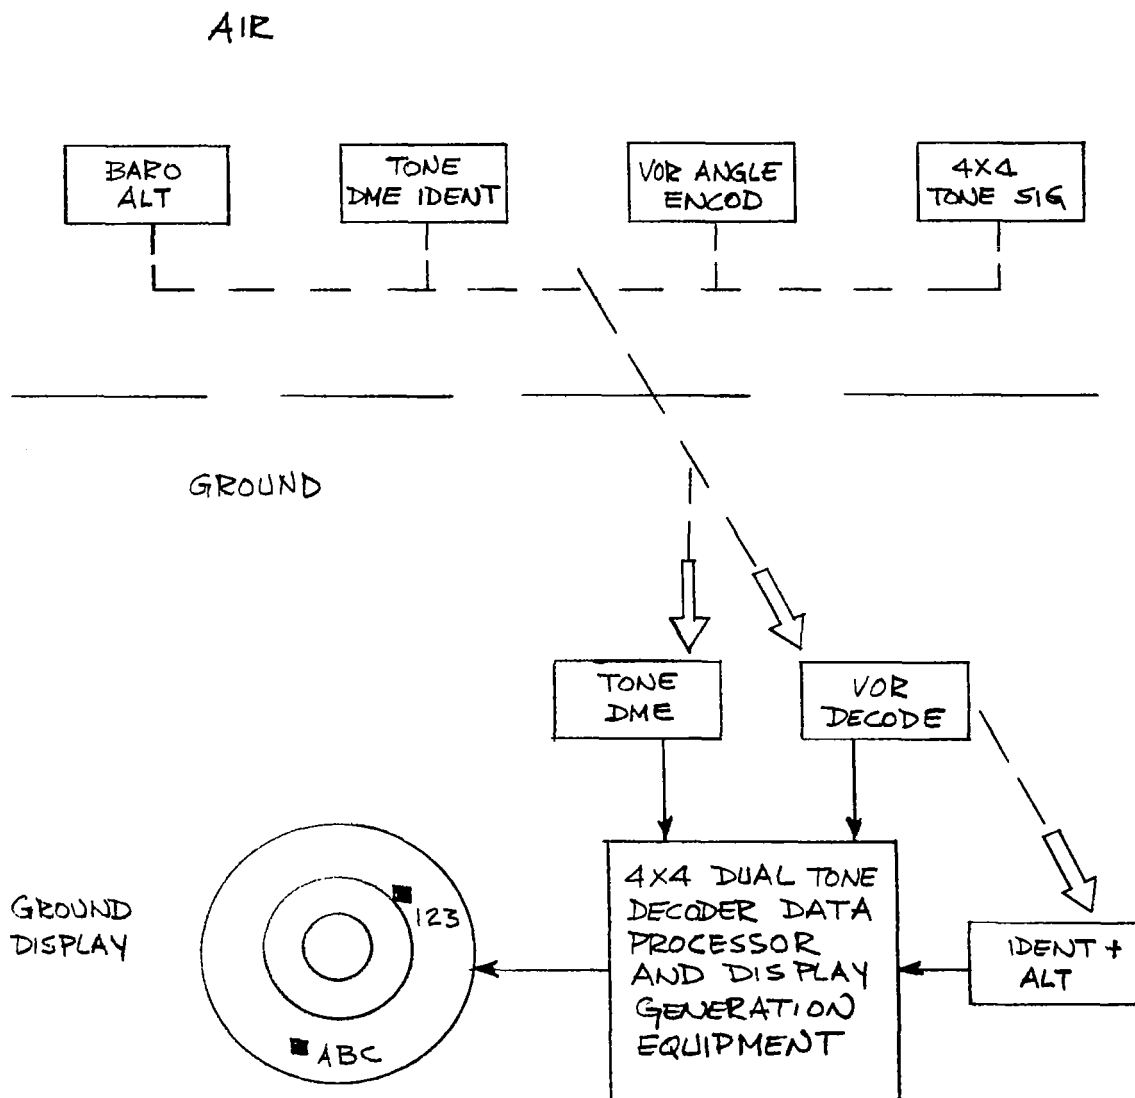 AIR
BARO
ALT
TONE
DME IDENT
VOR ANGLE
ENCOD
4X4
TONE SIG
GROUND
TONE
DME
VOR
DECODE
GROUND
DISPLAY
123
ABC
4X4 DUAL TONE
DECODER DATA
PROCESSOR
AND DISPLAY
GENERATION
EQUIPMENT
IDENT +
ALT